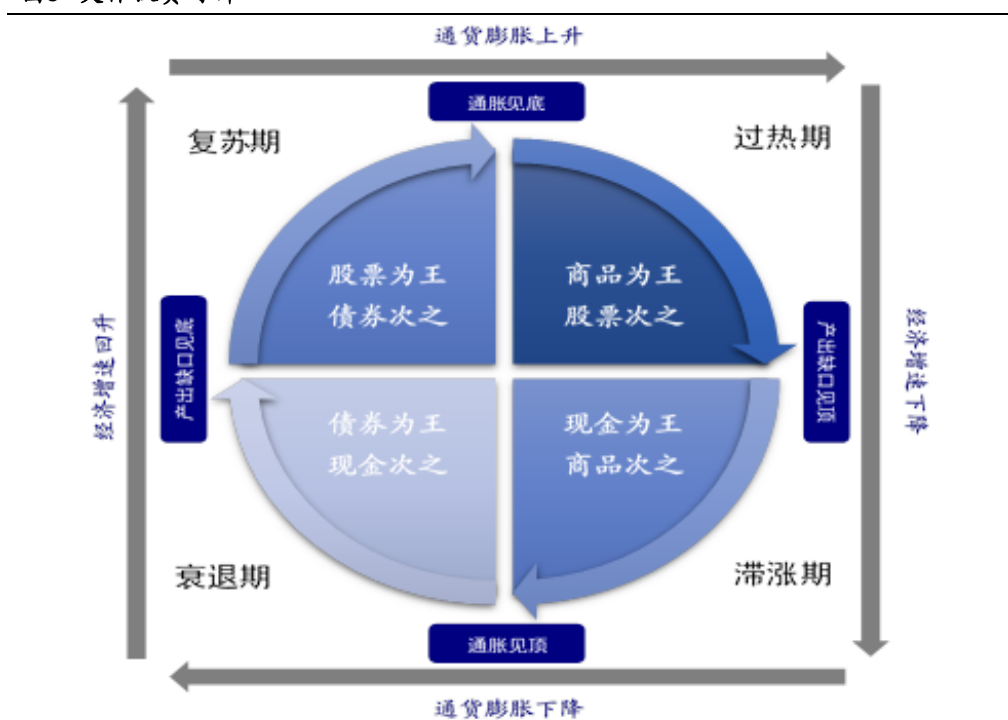 通货膨胀上升
通胀见底
复苏期
过热期
股票为王
债券次之
商品为王
股票次之
经济增速回升
产出缺口见底
产出缺口见顶
经济增速下降
债券为王
现金次之
现金为王
商品次之
衰退期
滞涨期
通胀见顶
通货膨胀下降